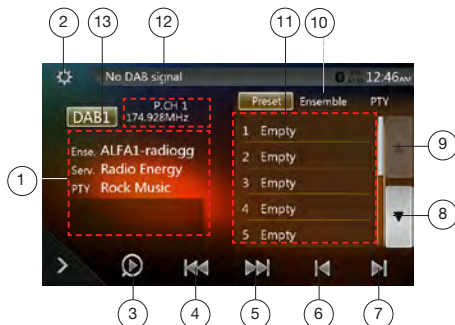 2 13 12 11 10
No DAB signal 12:46AM
DAB1 P.CH 1
174.928MHz
Preset Ensemble PTY
Ense. ALFA1-radiogg
Serv. Radio Energy
PTY Rock Music
1 Empty
2 Empty
3 Empty
4 Empty
5 Empty
1 9 8
3 4 5 6 7